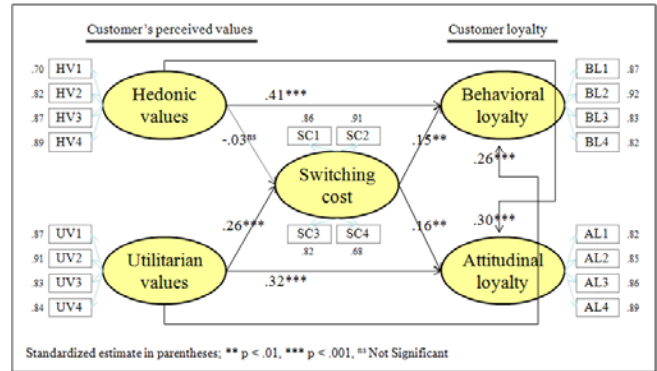 Customer's perceived values
Customer loyalty
.70 HV1
.82 HV2
.87 HV3
.89 HV4
Hedonic
values
.41***
Behavioral
loyalty
BL1 .87
BL2 .92
BL3 .83
BL4 .82
.86 .91
SC1 SC2
-.03ns
.15**
.26***
Switching
cost
.26***
SC3 SC4
.82 .68
.16**
.30***
.87 UV1
.91 UV2
.83 UV3
.84 UV4
Utilitarian
values
.32***
Attitudinal
loyalty
AL1 .82
AL2 .85
AL3 .86
AL4 .89
Standardized estimate in parentheses; ** p < .01, *** p < .001, ns Not Significant